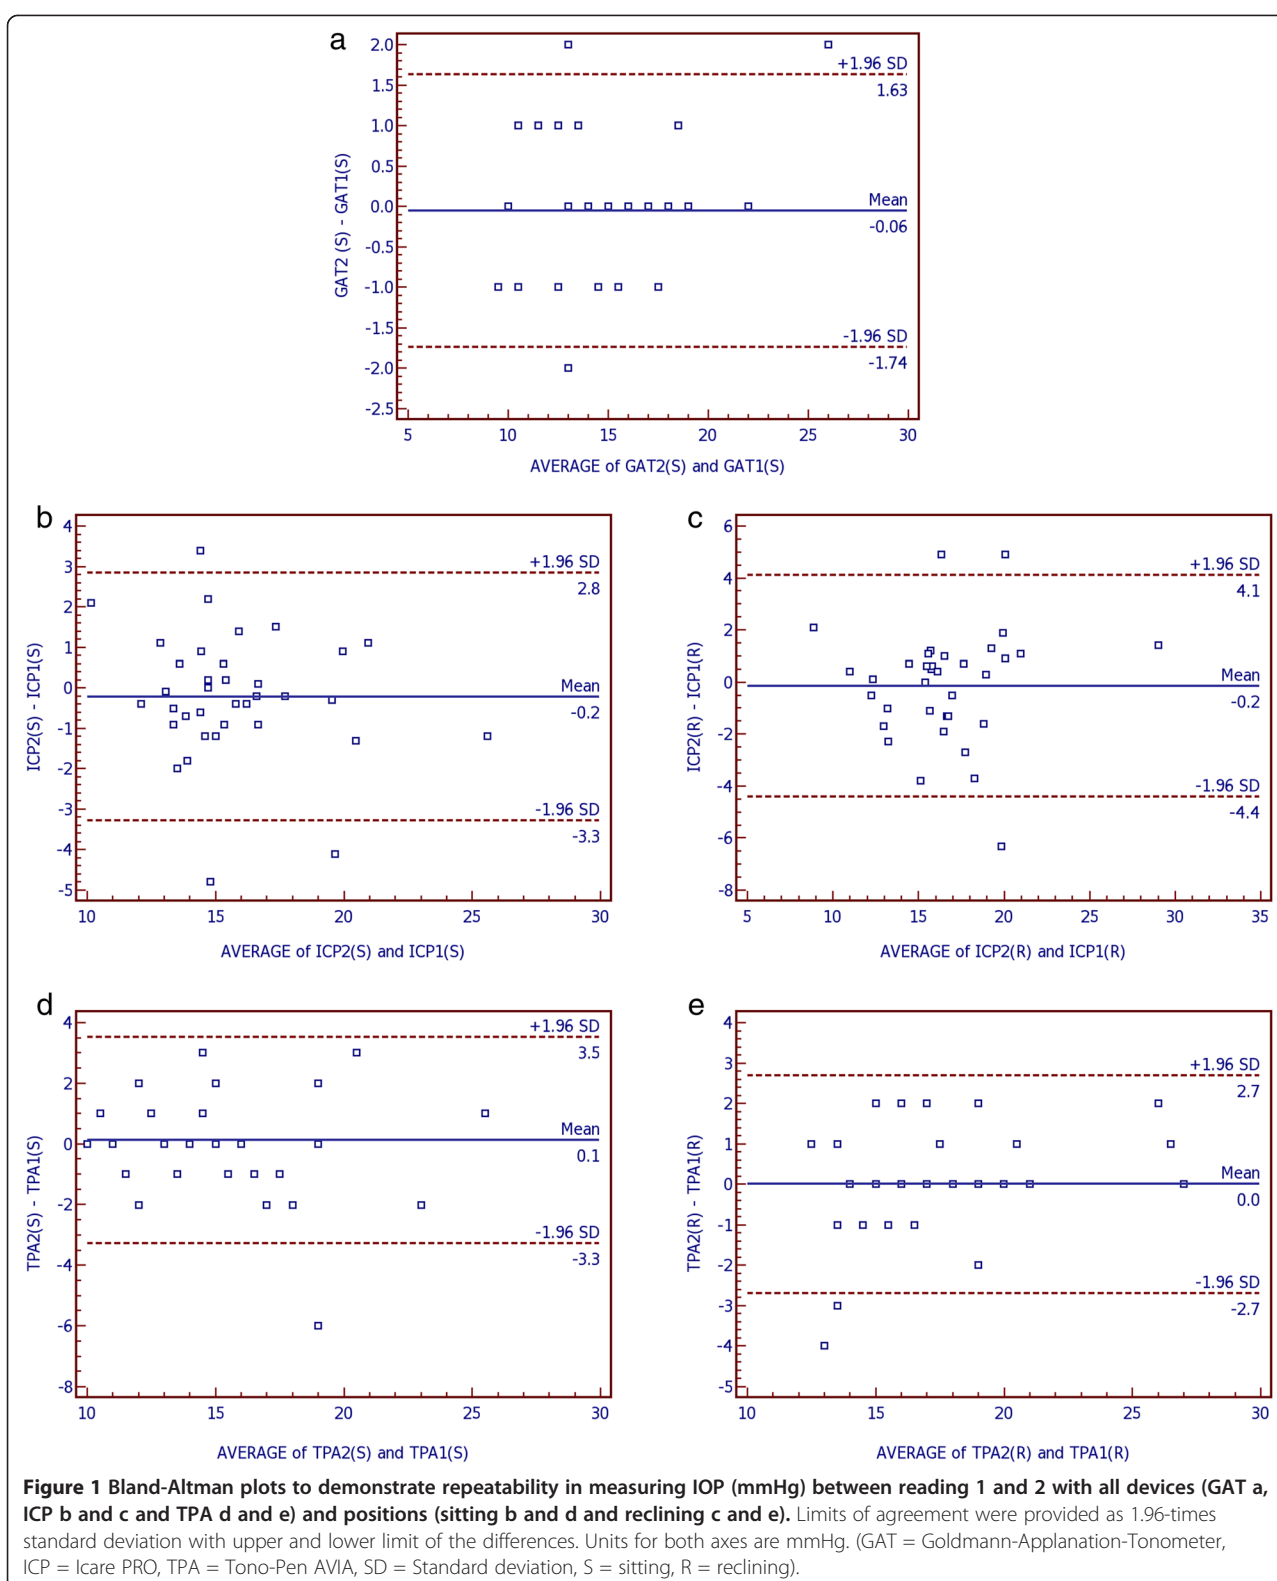 a
2.0
1.5
1.0
0.5
0.0
-0.5
-1.0
-1.5
-2.0
-2.5
GAT2 (S) - GAT1(S)
+1.96 SD
1.63
Mean
-0.06
-1.96 SD
-1.74
5 10 15 20 25 30
AVERAGE of GAT2(S) and GAT1(S)
b
4
3
2
1
0
-1
-2
-3
-4
-5
ICP2(S) - ICP1(S)
+1.96 SD
2.8
Mean
-0.2
-1.96 SD
-3.3
10 15 20 25 30
AVERAGE of ICP2(S) and ICP1(S)
c
6
4
2
0
-2
-4
-6
-8
ICP2(R) - ICP1(R)
+1.96 SD
4.1
Mean
-0.2
-1.96 SD
-4.4
5 10 15 20 25 30 35
AVERAGE of ICP2(R) and ICP1(R)
d
4
2
0
-2
-4
-6
-8
TPA2(S) - TPA1(S)
+1.96 SD
3.5
Mean
0.1
-1.96 SD
-3.3
10 15 20 25 30
AVERAGE of TPA2(S) and TPA1(S)
e
4
3
2
1
0
-1
-2
-3
-4
-5
TPA2(R) - TPA1(R)
+1.96 SD
2.7
Mean
0.0
-1.96 SD
-2.7
10 15 20 25 30
AVERAGE of TPA2(R) and TPA1(R)
Figure 1 Bland-Altman plots to demonstrate repeatability in measuring IOP (mmHg) between reading 1 and 2 with all devices (GAT a,
ICP b and c and TPA d and e) and positions (sitting b and d and reclining c and e). Limits of agreement were provided as 1.96-times
standard deviation with upper and lower limit of the differences. Units for both axes are mmHg. (GAT = Goldmann-Applanation-Tonometer,
ICP = Icare PRO, TPA = Tono-Pen AVIA, SD = Standard deviation, S = sitting, R = reclining).